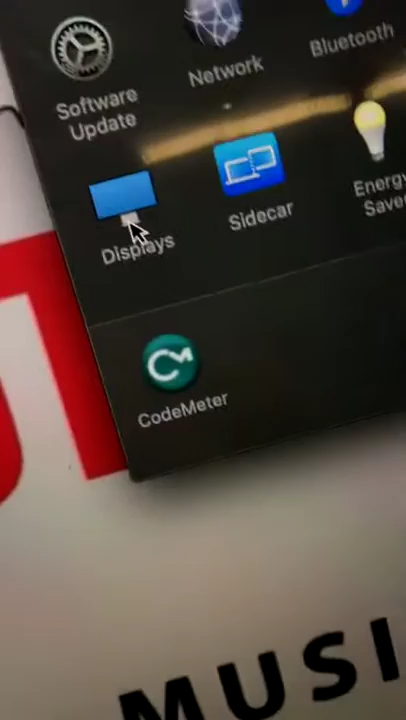 Software
Update
Network
Bluetooth
Displays
Sidecar
Energy
Saver
CodeMeter
MUSI